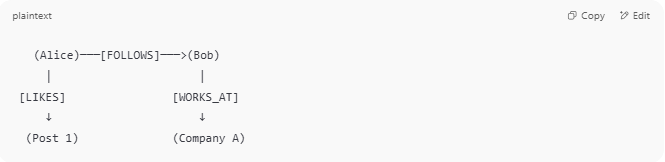 plaintext Copy Edit
(Alice)───[FOLLOWS]───>(Bob)
│ │
[LIKES] [WORKS_AT]
↓ ↓
(Post 1) (Company A)